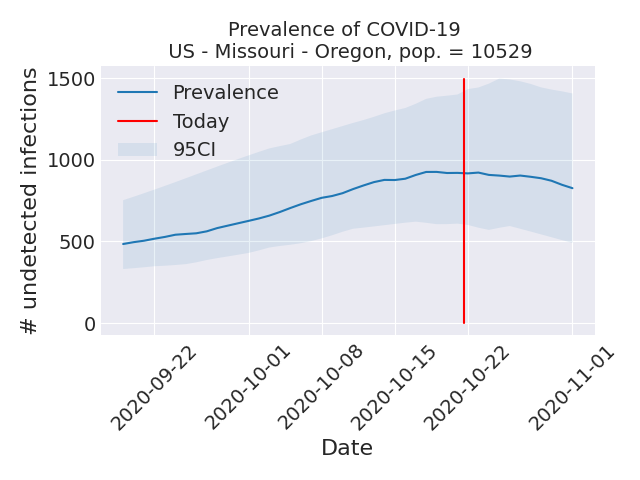 Prevalence of COVID-19
US - Missouri - Oregon, pop. = 10529
1500
1000
500
0
# undetected infections
Prevalence
Today
95CI
2020-09-22
2020-10-01
2020-10-08
2020-10-15
2020-10-22
2020-11-01
Date